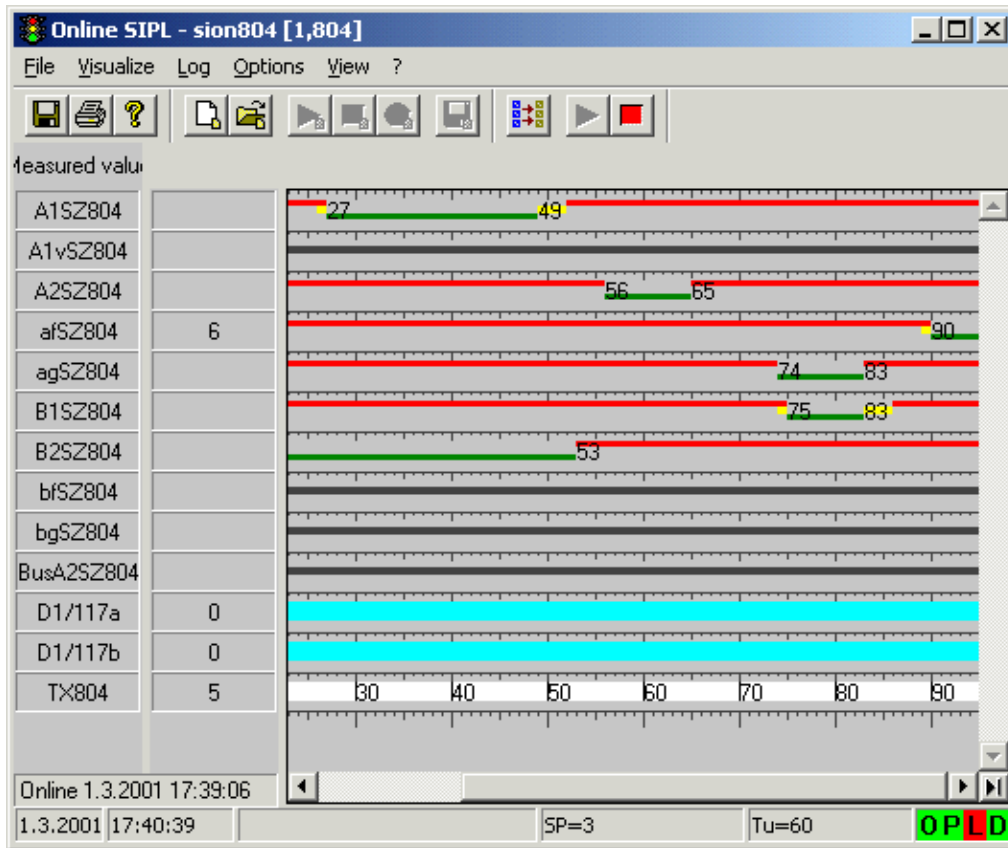 Online SIPL - sion804 [1,804]
File Visualize Log Options View ?
Measured valu
A1SZ804 27 49
A1vSZ804
A2SZ804 56 65
afSZ804 6 90
agSZ804 74 83
B1SZ804 75 83
B2SZ804 53
bfSZ804
bgSZ804
BusA2SZ804
D1/117a 0
D1/117b 0
TX804 5 30 40 50 60 70 80 90
Online 1.3.2001 17:39:06
1.3.2001 17:40:39 SP=3 Tu=60 O P L D